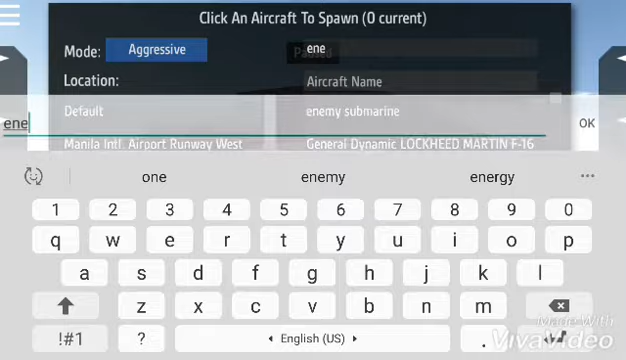 Click An Aircraft To Spawn (0 current)
Mode: Aggressive ene
Paused
Location: Aircraft Name
Default enemy submarine
ene OK
Manila Intl. Airport Runway West General Dynamic LOCKHEED MARTIN F-16
one enemy energy ...
1 2 3 4 5 6 7 8 9 0
q w e r t y u i o p
a s d f g h j k l
z x c v b n m
Made With
!#1 ? English (US) .
VivaVideo